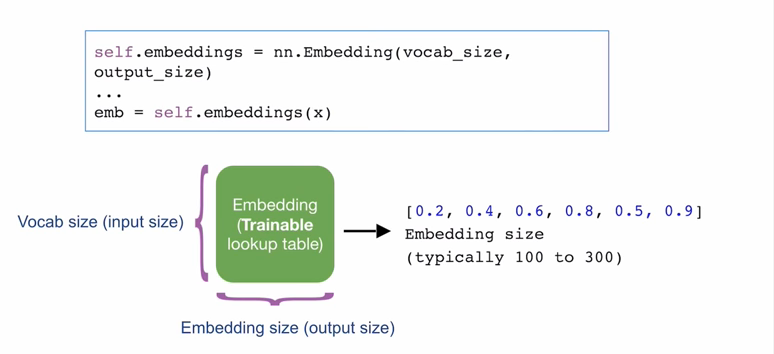 self.embeddings = nn.Embedding(vocab_size,
output_size)
...
emb = self.embeddings(x)
Embedding
(Trainable
lookup table)
Vocab size (input size)
[0.2, 0.4, 0.6, 0.8, 0.5, 0.9]
Embedding size
(typically 100 to 300)
Embedding size (output size)